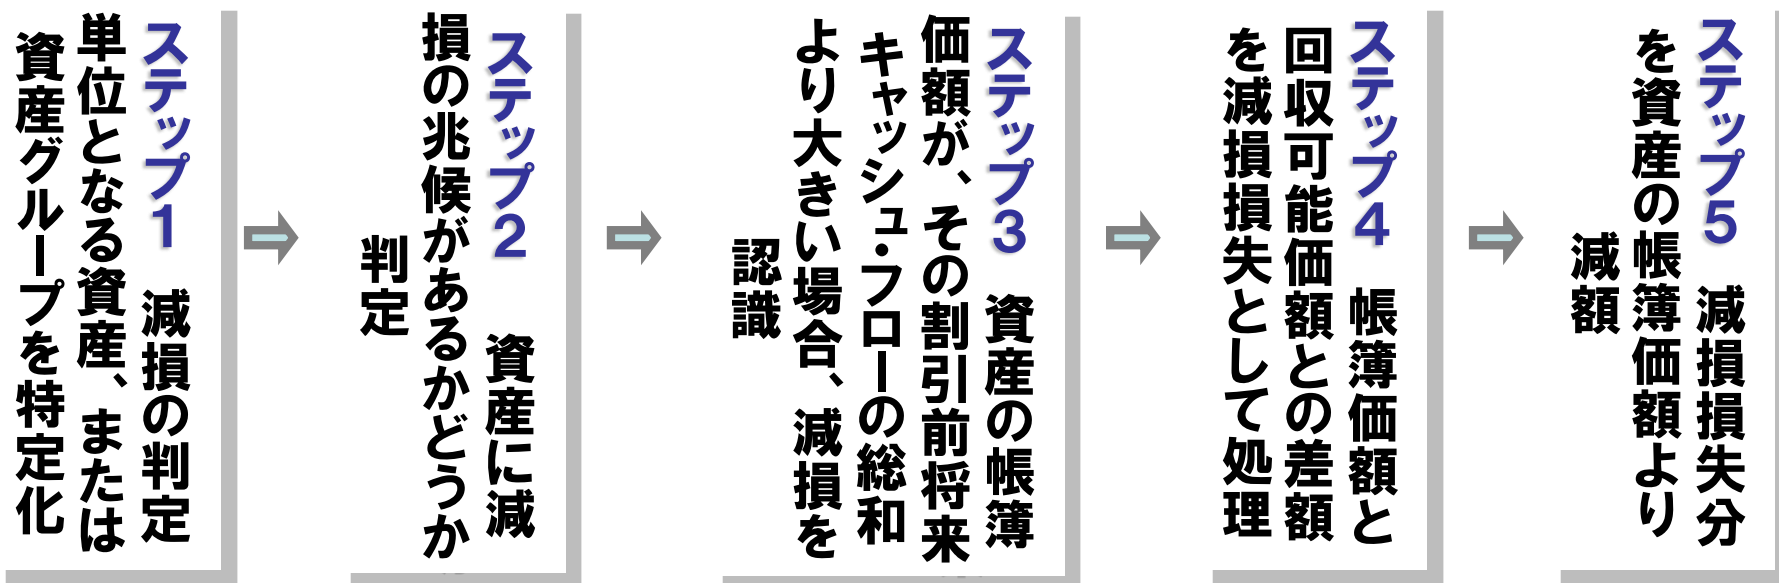 ステップ1　減損の判定
単位となる資産、または
資産グループを特定化
ステップ2　資産に減
損の兆候があるかどうか
判定
ステップ3　資産の帳簿
価額が、その割引前将来
キャッシュ・フローの総和
より大きい場合、減損を
認識
ステップ4　帳簿価額と
回収可能価額との差額
を減損損失として処理
ステップ5　減損損失分
を資産の帳簿価額より
減額